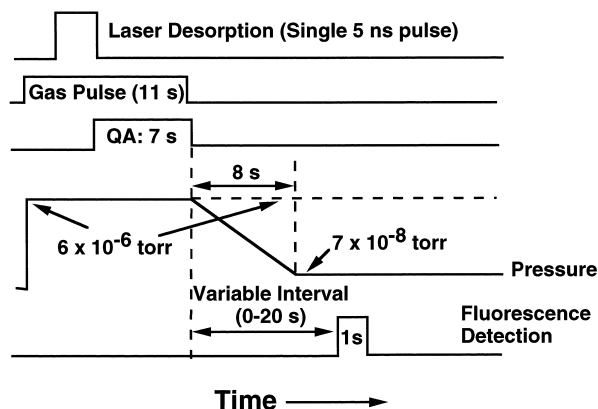 Laser Desorption (Single 5 ns pulse)
Gas Pulse (11 s)
QA: 7 s
8 s
6 x 10⁻⁶ torr
7 x 10⁻⁸ torr
Pressure
Variable Interval
(0-20 s)
Fluorescence
Detection
1s
Time